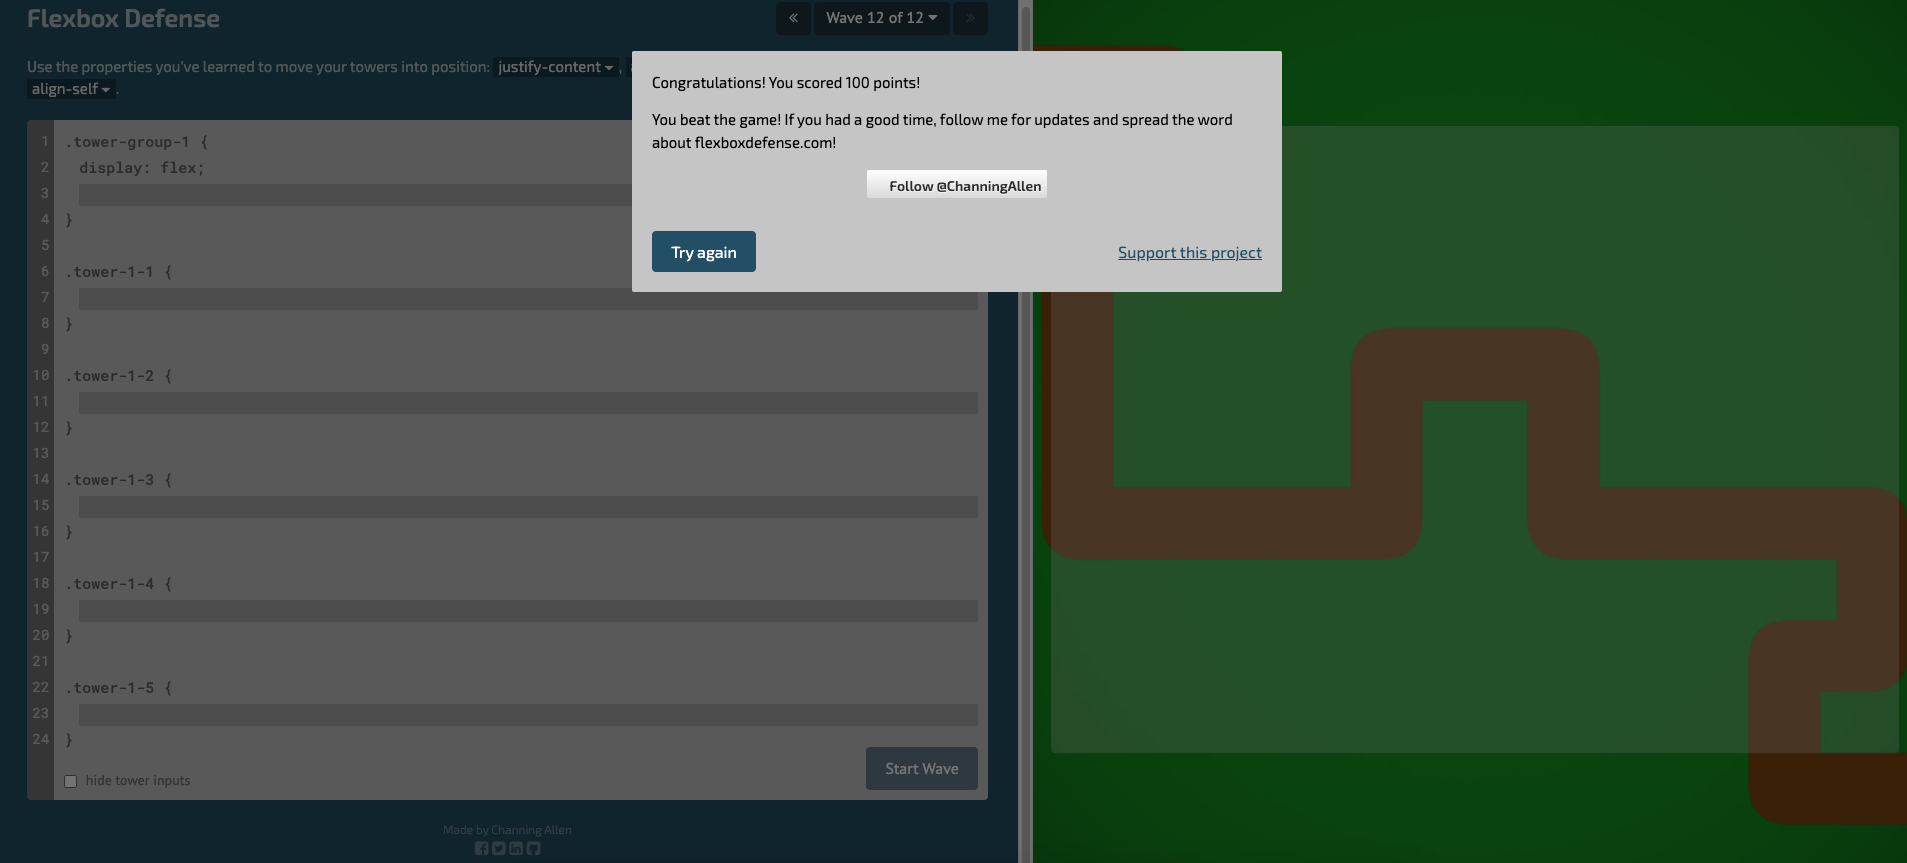 Flexbox Defense
«
Wave 12 of 12
»
Use the properties you've learned to move your towers into position: justify-content ,
align-self .
Congratulations! You scored 100 points!
You beat the game! If you had a good time, follow me for updates and spread the word
about flexboxdefense.com!
Follow @ChanningAllen
Try again
Support this project
1 .tower-group-1 {
2 display: flex;
3
4 }
5
6 .tower-1-1 {
7
8 }
9
10 .tower-1-2 {
11
12 }
13
14 .tower-1-3 {
15
16 }
17
18 .tower-1-4 {
19
20 }
21
22 .tower-1-5 {
23
24 }
hide tower inputs
Start Wave
Made by Channing Allen